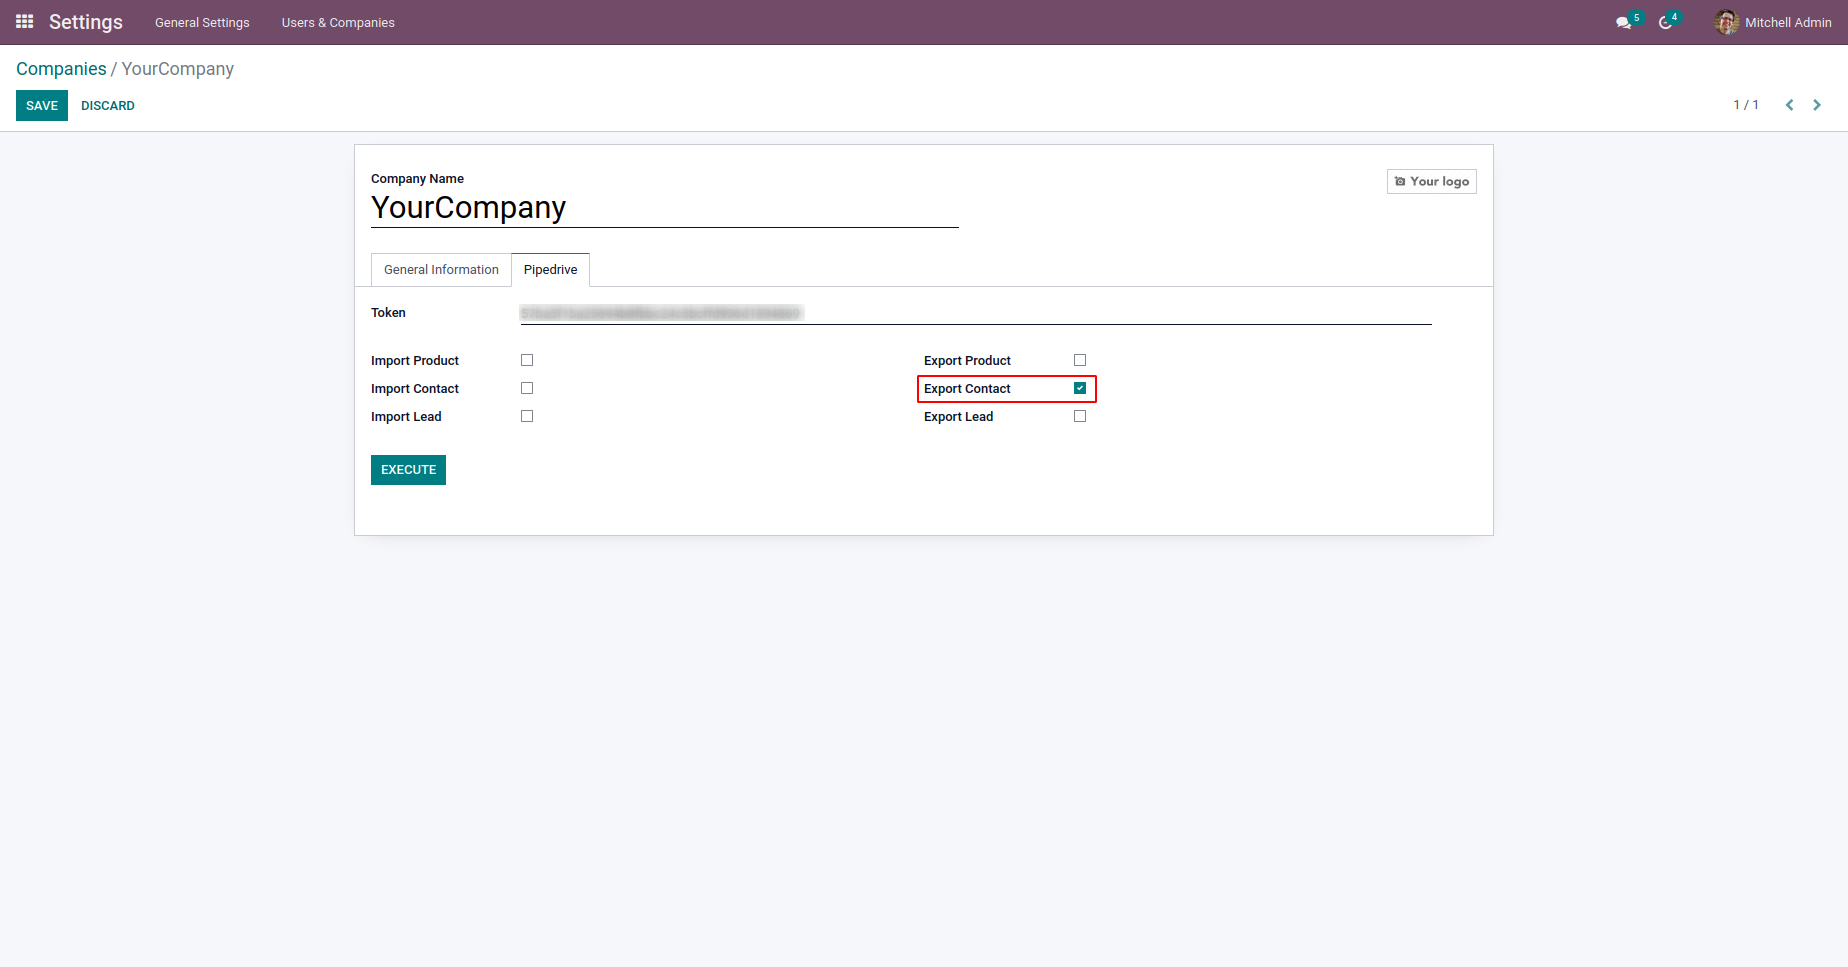 Settings General Settings Users & Companies 5 4 Mitchell Admin
Companies / YourCompany
SAVE DISCARD 1 / 1
Company Name
Your logo
YourCompany
General Information Pipedrive
Token
Import Product Export Product
Import Contact Export Contact
Import Lead Export Lead
EXECUTE